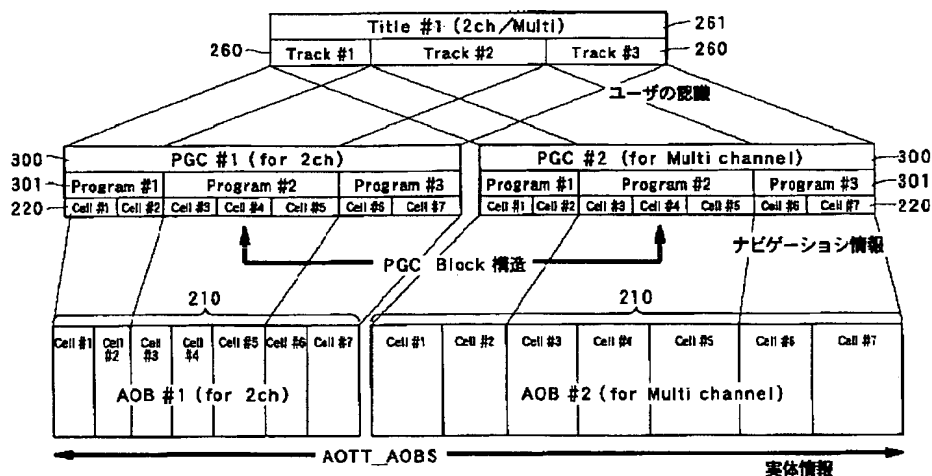 Title #1 (2ch/Multi)
261
260
Track #1
Track #2
Track #3
260
ユーザの認識
300
PGC #1 (for 2ch)
PGC #2 (for Multi channel)
300
301
Program #1
Program #2
Program #3
Program #1
Program #2
Program #3
301
220
Cell #1
Cell #2
Cell #3
Cell #4
Cell #5
Cell #6
Cell #7
Cell #1
Cell #2
Cell #3
Cell #4
Cell #5
Cell #6
Cell #7
220
PGC Block 構造
ナビゲーション情報
210
210
Cell #1
Cell #2
Cell #3
Cell #4
Cell #5
Cell #6
Cell #7
Cell #1
Cell #2
Cell #3
Cell #4
Cell #5
Cell #6
Cell #7
AOB #1 (for 2ch)
AOB #2 (for Multi channel)
AOTT_AOBS
実体情報